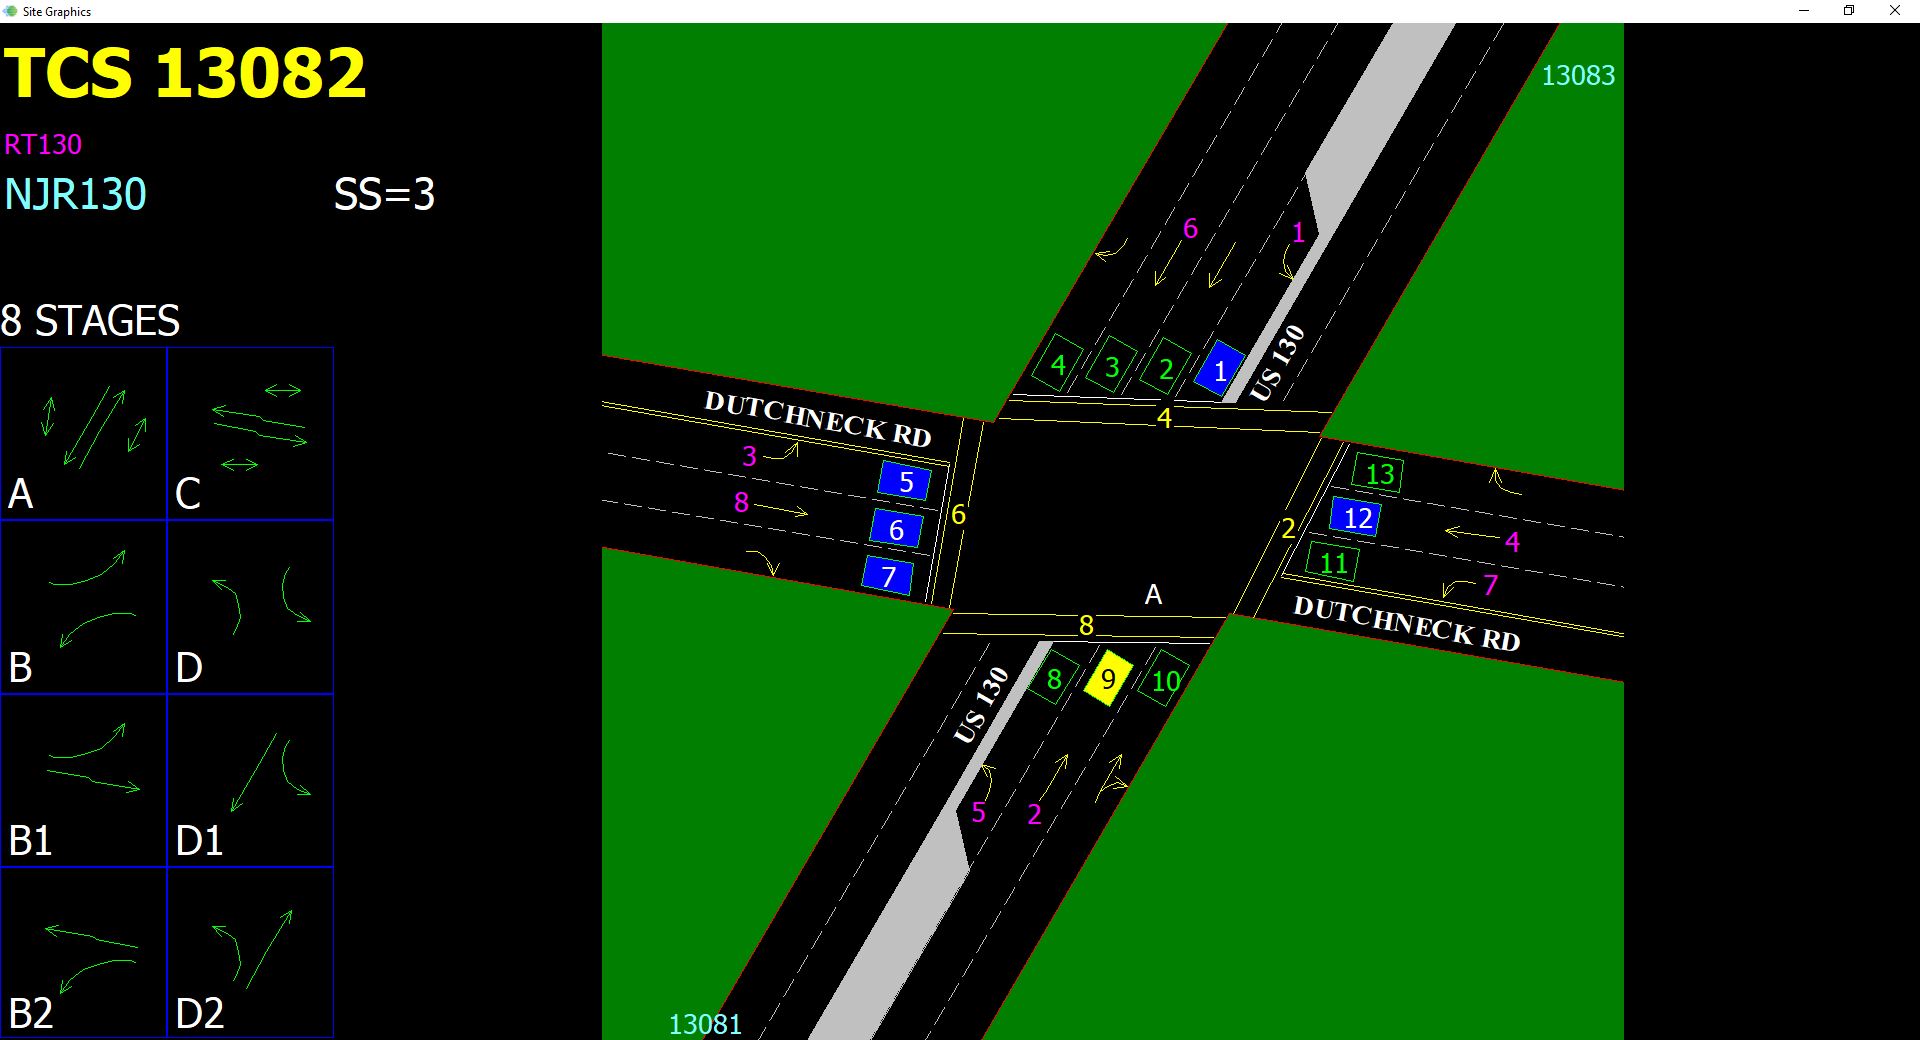 Site Graphics
TCS 13082
RT130
NJR130 SS=3
8 STAGES
A C
B D
B1 D1
B2 D2
13083
6 1
4 3 2 1 US 130
4
DUTCHNECK RD
3 5
8 6
7
6
2
13
12 4
11 7
DUTCHNECK RD
A
8
US 130 8 9 10
5 2
13081